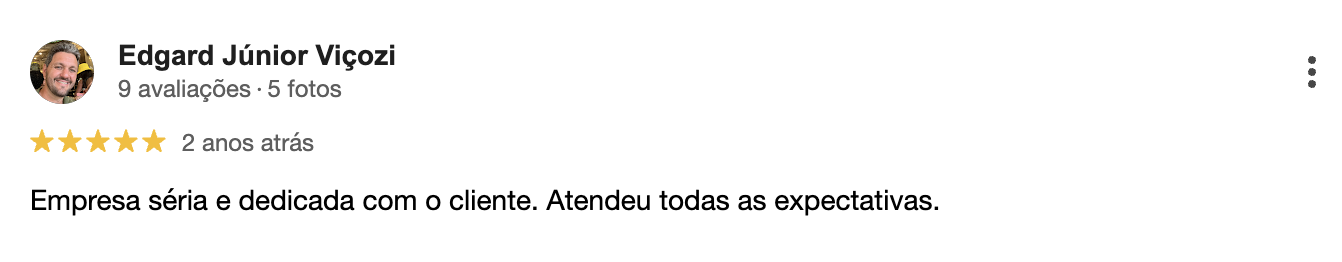 Edgard Júnior Viçozi
9 avaliações · 5 fotos
2 anos atrás
Empresa séria e dedicada com o cliente. Atendeu todas as expectativas.